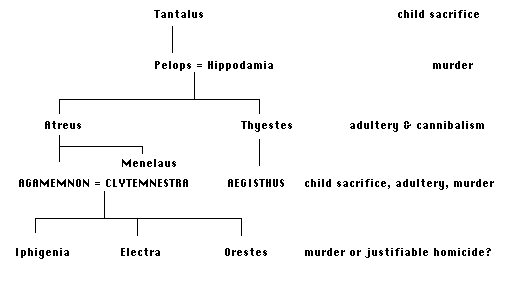 Tantalus child sacrifice
Pelops = Hippodamia murder
Atreus Thyestes adultery & cannibalism
Menelaus
AGAMEMNON = CLYTEMNESTRA AEGISTHUS child sacrifice, adultery, murder
Iphigenia Electra Orestes murder or justifiable homicide?